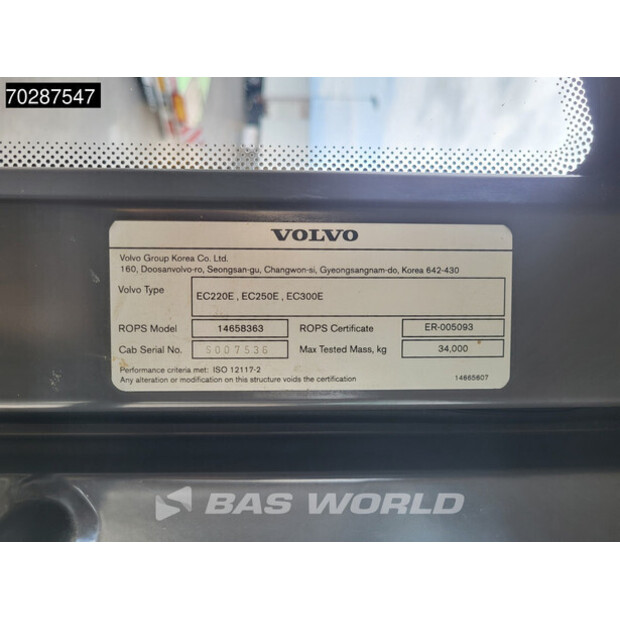 70287547
VOLVO
Volvo Group Korea Co. Ltd.
160, Doosanvolvo-ro, Seongsan-gu, Changwon-si, Gyeongsangnam-do, Korea 642-430
Volvo Type EC220E , EC250E , EC300E
ROPS Model 14658363 ROPS Certificate ER-005093
Cab Serial No. S007536 Max Tested Mass, kg 34,000
Performance criteria met: ISO 12117-2
Any alteration or modification on this structure voids the certification 14665607
BAS WORLD